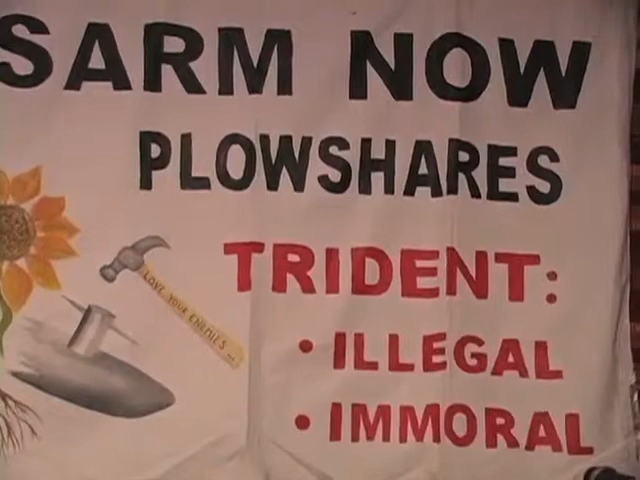 SARM NOW
PLOWSHARES
TRIDENT:
LOVE YOUR ENEMIES...
• ILLEGAL
• IMMORAL